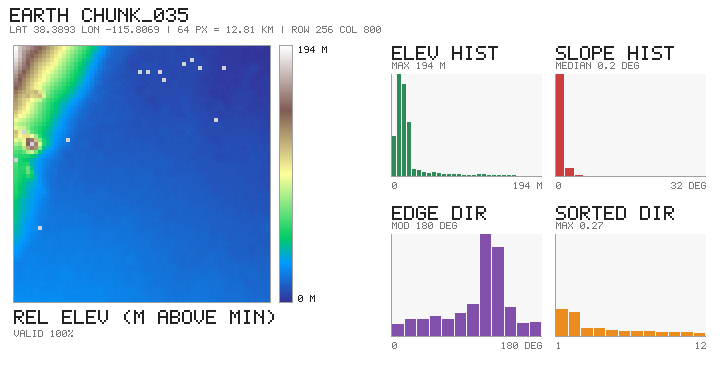 EARTH CHUNK_035
LAT 38.3893 LON -115.8069 | 64 PX = 12.81 KM | ROW 256 COL 800
194 M
0 M
REL ELEV (M ABOVE MIN)
VALID 100%
ELEV HIST
MAX 194 M
0 194 M
SLOPE HIST
MEDIAN 0.2 DEG
0 32 DEG
EDGE DIR
MOD 180 DEG
0 180 DEG
SORTED DIR
MAX 0.27
1 12